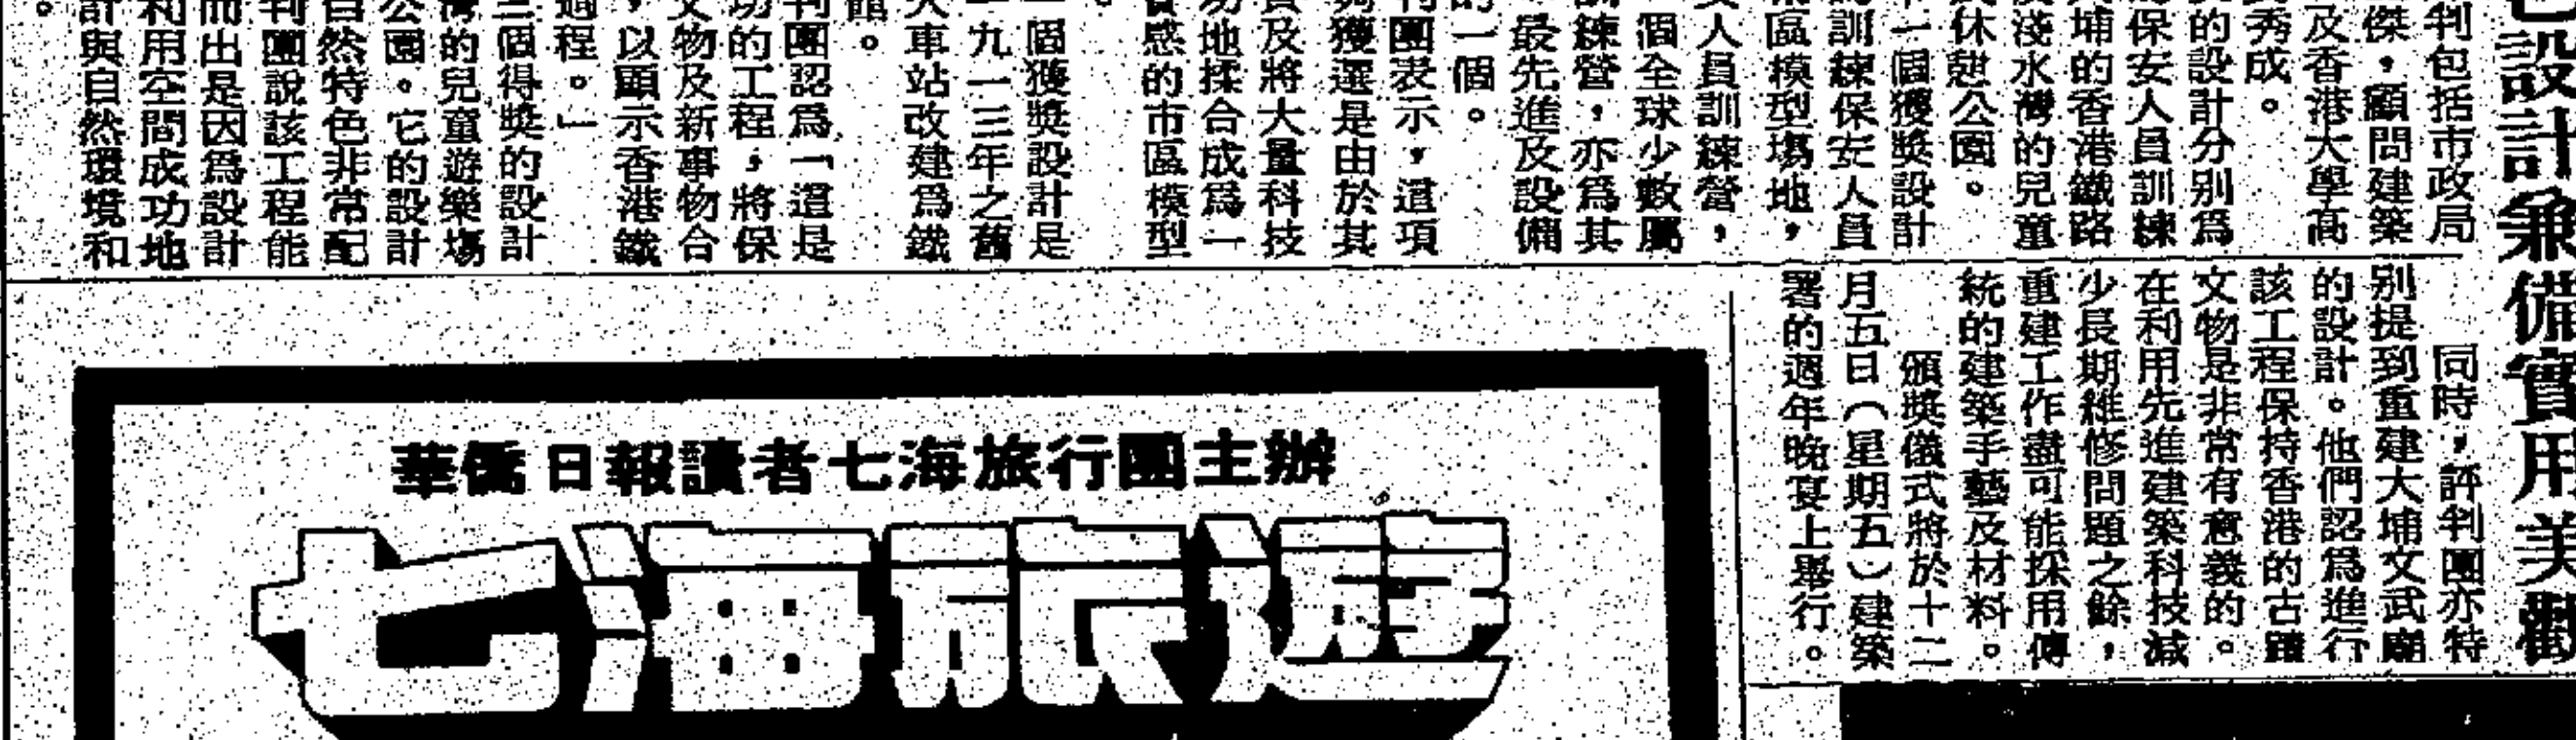 設計兼備實用美觀
判包括市政局
傑，顧問建築
及香港大學高
秀成。
的設計分別爲
保安人員訓練
埔的香港鐵路
淺水灣的兒童
休憩公園。
一個獲獎設計
訓練保安人員
區模型場地，
人員訓練營，
個全球少數屬
訓練營，亦爲其
最先進及設備
的一個。
判團表示，這項
獲選是由於其
及將大量科技
地揉合成爲一
感的市區模型
。
一個獲獎設計是
一九一三年之舊
火車站改建爲鐵
館。
判團認爲「這是
功的工程，將保
文物及新事物合
，以顯示香港鐵
過程。」
三個得獎的設計
灣的兒童遊樂場
公園。它的設計
自然特色非常配
判團說該工程能
而出是因爲設計
利用空間成功地
計與自然環境和
。
同時，評判團亦特
別提到重建大埔文武廟
的設計。他們認爲進行
該工程保持香港的古蹟
文物是非常有意義的。
在利用先進建築科技減
少長期維修問題之餘，
重建工作盡可能採用傳
統的建築手藝及材料。
頒獎儀式將於十二
月五日（星期五）建築
署的週年晚宴上舉行。
華僑日報讀者七海旅行團主辦
七海旅遊